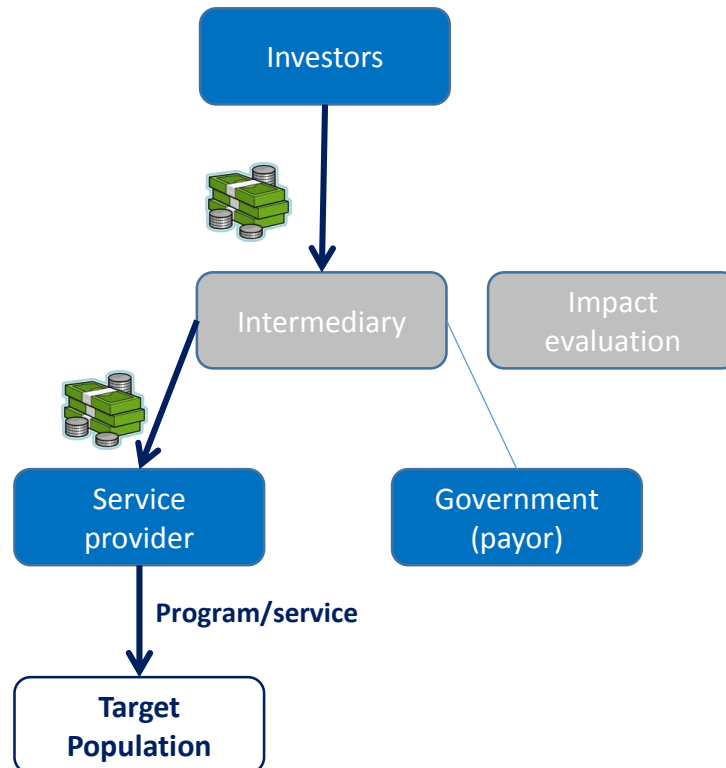 Investors
Intermediary
Impact
evaluation
Service
provider
Government
(payor)
Program/service
Target
Population